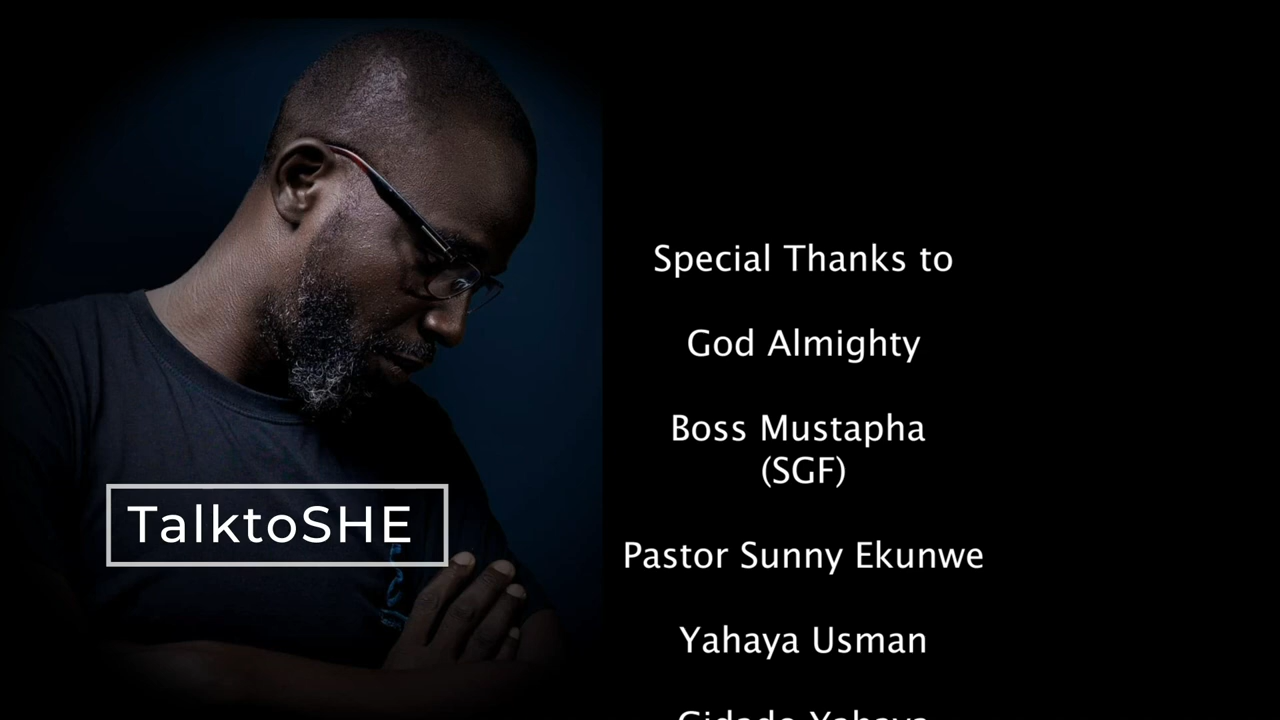 TalktoSHE
Special Thanks to
God Almighty
Boss Mustapha
(SGF)
Pastor Sunny Ekunwe
Yahaya Usman